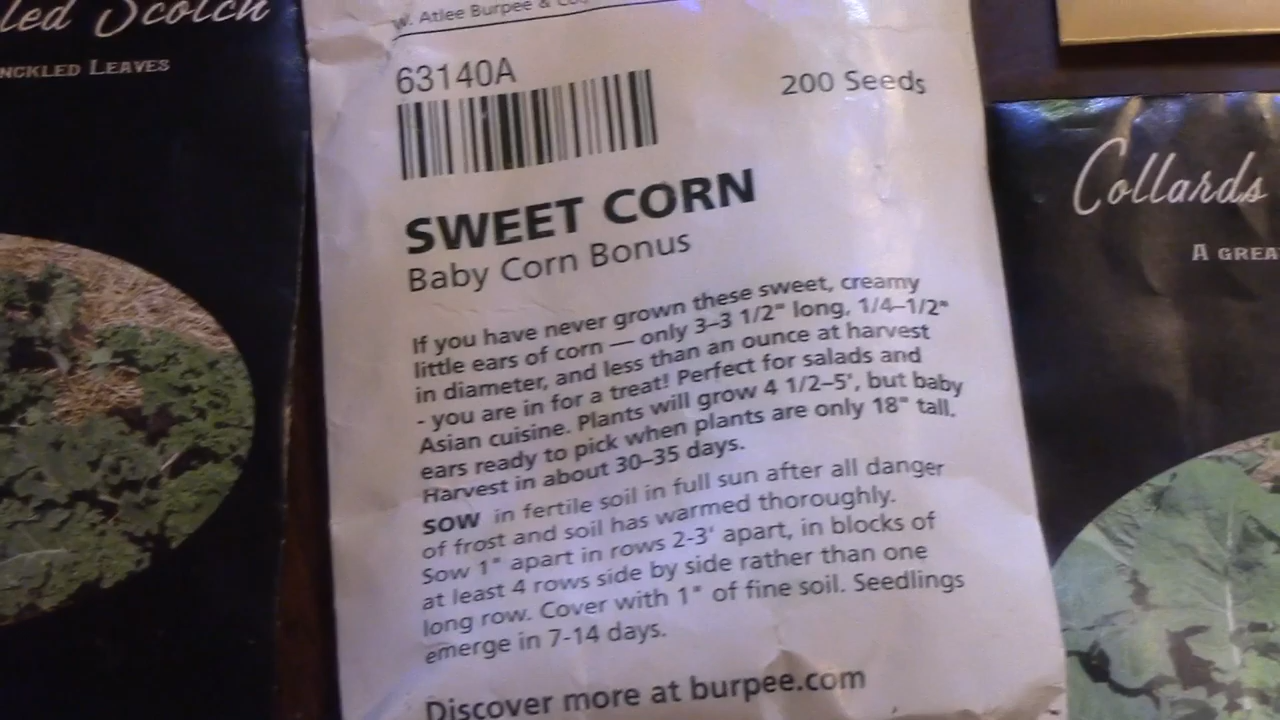 led Scotch
NCKLED LEAVES
W. Atlee Burpee &
63140A
200 Seeds
SWEET CORN
Baby Corn Bonus
If you have never grown these sweet, creamy
little ears of corn — only 3–3 1/2" long, 1/4–1/2"
in diameter, and less than an ounce at harvest
- you are in for a treat! Perfect for salads and
Asian cuisine. Plants will grow 4 1/2–5', but baby
ears ready to pick when plants are only 18" tall.
Harvest in about 30–35 days.
SOW in fertile soil in full sun after all danger
of frost and soil has warmed thoroughly.
Sow 1" apart in rows 2-3' apart, in blocks of
at least 4 rows side by side rather than one
long row. Cover with 1" of fine soil. Seedlings
emerge in 7-14 days.
Discover more at burpee.com
Collards
A GREA